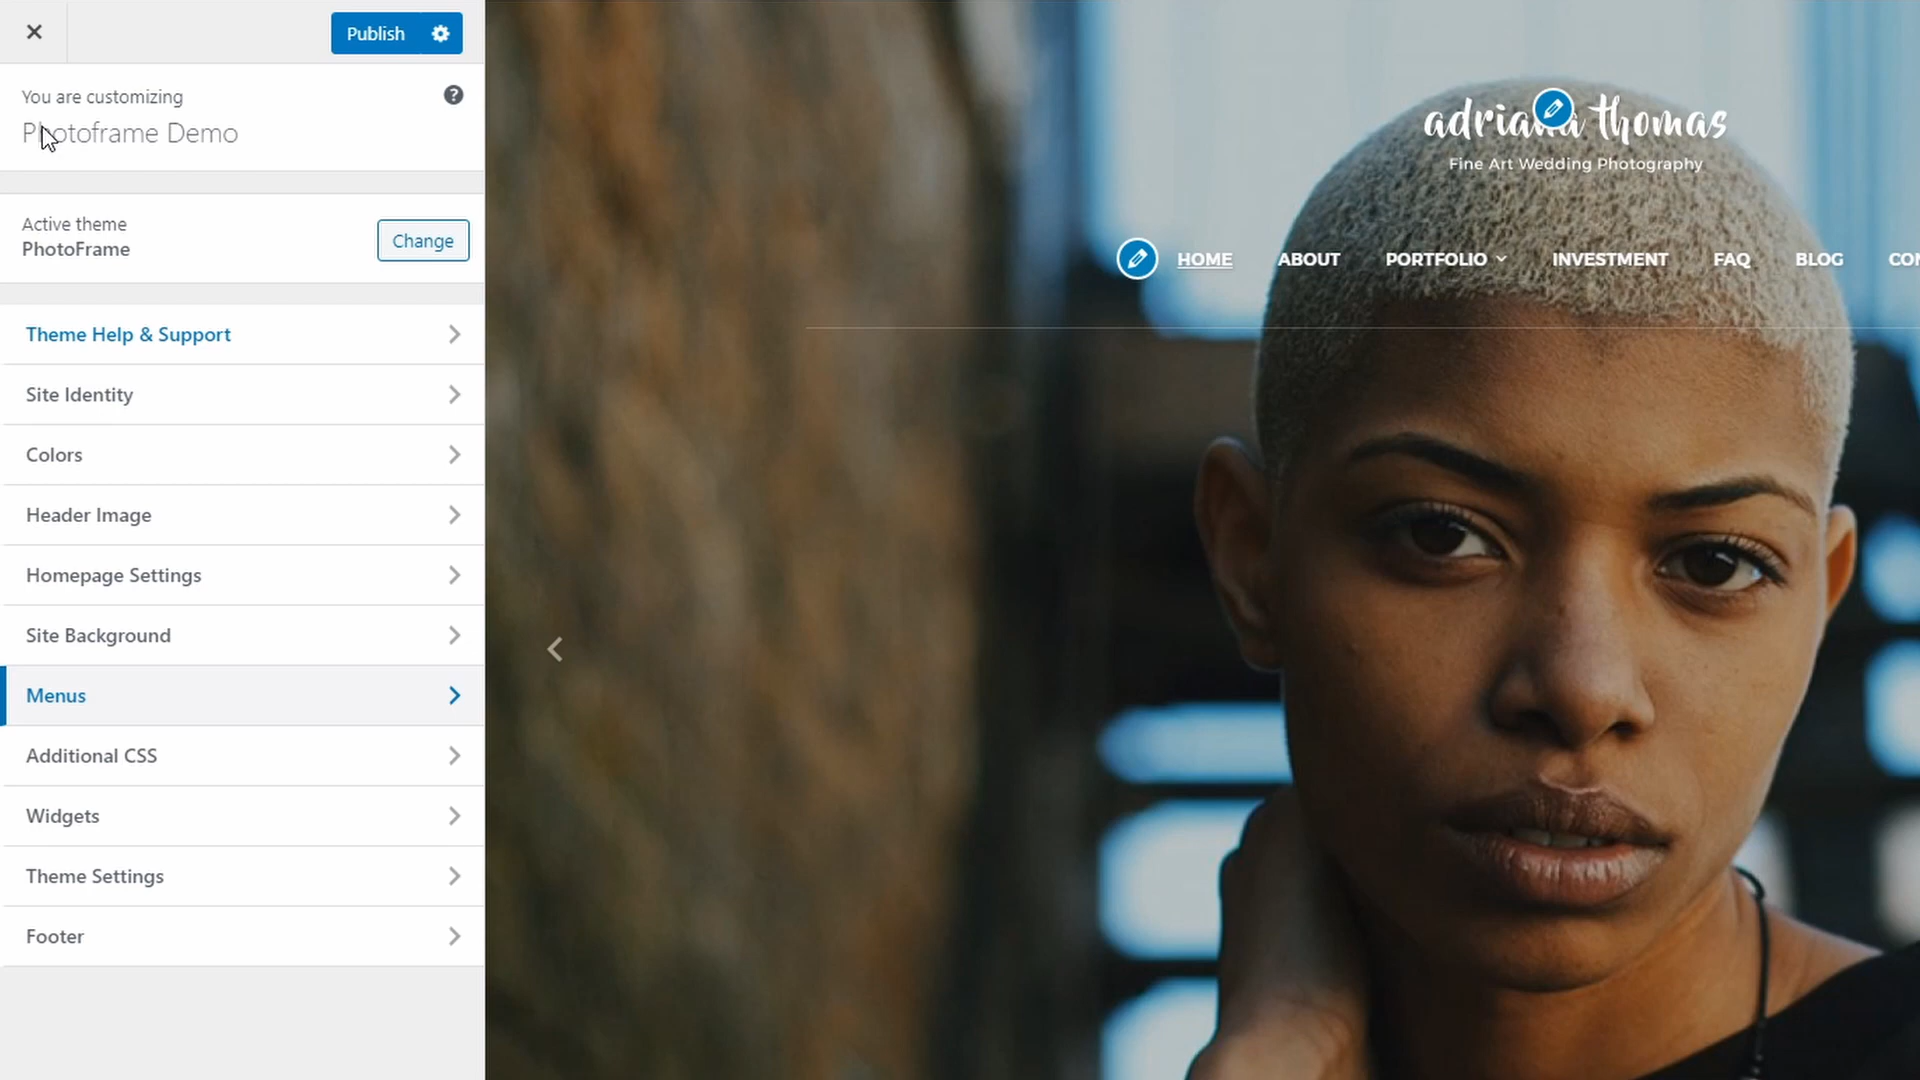 Publish
You are customizing
Photoframe Demo
Active theme
PhotoFrame
Change
Theme Help & Support
Site Identity
Colors
Header Image
Homepage Settings
Site Background
Menus
Additional CSS
Widgets
Theme Settings
Footer
adriana thomas
Fine Art Wedding Photography
HOME ABOUT PORTFOLIO INVESTMENT FAQ BLOG